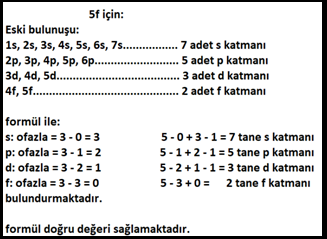 5f için:
Eski bulunuşu:
1s, 2s, 3s, 4s, 5s, 6s, 7s................. 7 adet s katmanı
2p, 3p, 4p, 5p, 6p.......................... 5 adet p katmanı
3d, 4d, 5d...................................... 3 adet d katmanı
4f, 5f............................................. 2 adet f katmanı
formül ile:
s: ofazla = 3 - 0 = 3 5 - 0 + 3 - 1 = 7 tane s katmanı
p: ofazla = 3 - 1 = 2 5 - 1 + 2 - 1 = 5 tane p katmanı
d: ofazla = 3 - 2 = 1 5 - 2 + 1 - 1 = 3 tane d katmanı
f: ofazla = 3 - 3 = 0 5 - 3 + 0 = 2 tane f katmanı
bulundurmaktadır.
formül doğru değeri sağlamaktadır.